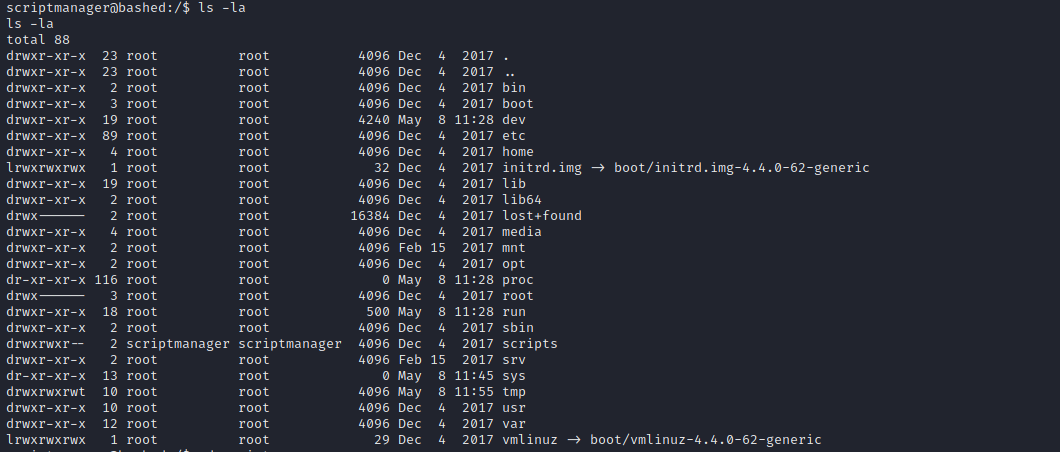 scriptmanager@bashed:/$ ls -la
ls -la
total 88
drwxr-xr-x  23 root          root           4096 Dec  4  2017 .
drwxr-xr-x  23 root          root           4096 Dec  4  2017 ..
drwxr-xr-x   2 root          root           4096 Dec  4  2017 bin
drwxr-xr-x   3 root          root           4096 Dec  4  2017 boot
drwxr-xr-x  19 root          root           4240 May  8 11:28 dev
drwxr-xr-x  89 root          root           4096 Dec  4  2017 etc
drwxr-xr-x   4 root          root           4096 Dec  4  2017 home
lrwxrwxrwx   1 root          root             32 Dec  4  2017 initrd.img -> boot/initrd.img-4.4.0-62-generic
drwxr-xr-x  19 root          root           4096 Dec  4  2017 lib
drwxr-xr-x   2 root          root           4096 Dec  4  2017 lib64
drwx------   2 root          root          16384 Dec  4  2017 lost+found
drwxr-xr-x   4 root          root           4096 Dec  4  2017 media
drwxr-xr-x   2 root          root           4096 Feb 15  2017 mnt
drwxr-xr-x   2 root          root           4096 Dec  4  2017 opt
dr-xr-xr-x 116 root          root              0 May  8 11:28 proc
drwx------   3 root          root           4096 Dec  4  2017 root
drwxr-xr-x  18 root          root            500 May  8 11:28 run
drwxr-xr-x   2 root          root           4096 Dec  4  2017 sbin
drwxrwxr--   2 scriptmanager scriptmanager  4096 Dec  4  2017 scripts
drwxr-xr-x   2 root          root           4096 Feb 15  2017 srv
dr-xr-xr-x  13 root          root              0 May  8 11:45 sys
drwxrwxrwt  10 root          root           4096 May  8 11:55 tmp
drwxr-xr-x  10 root          root           4096 Dec  4  2017 usr
drwxr-xr-x  12 root          root           4096 Dec  4  2017 var
lrwxrwxrwx   1 root          root             29 Dec  4  2017 vmlinuz -> boot/vmlinuz-4.4.0-62-generic